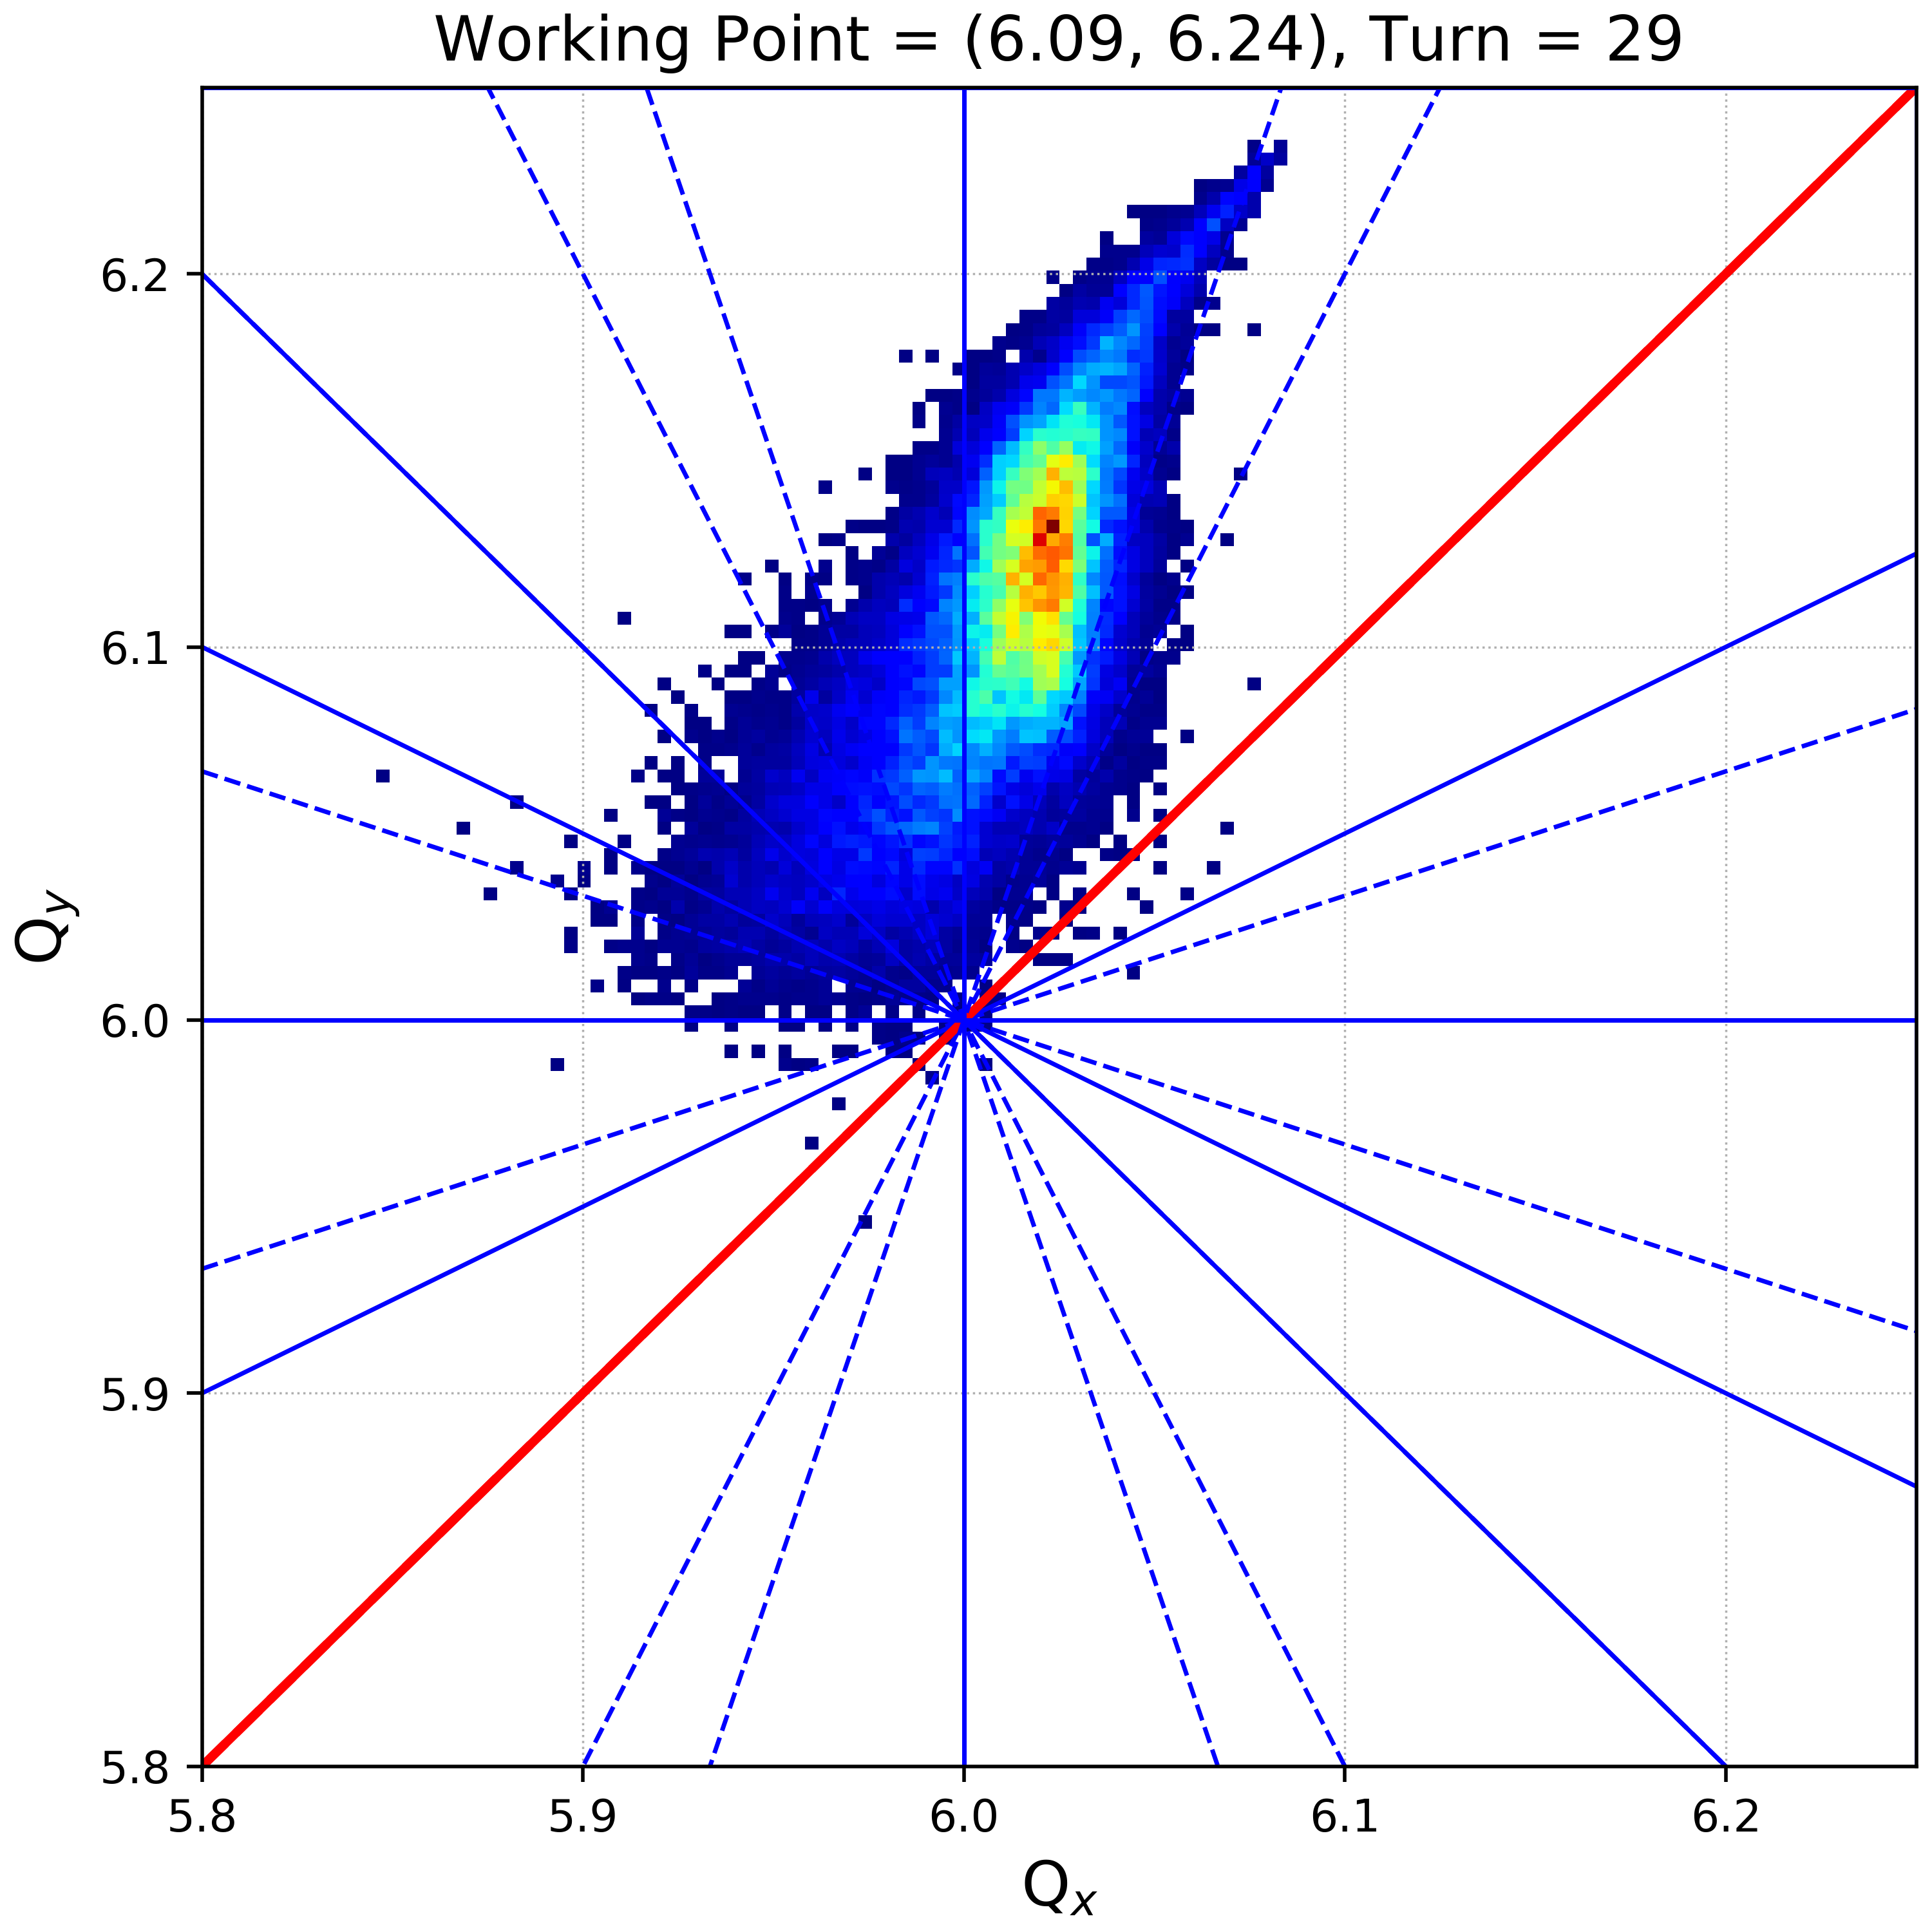 Working Point = (6.09, 6.24), Turn = 29
6.2
6.1
6.0
5.9
5.8
Qy
5.8 5.9 6.0 6.1 6.2
Qx